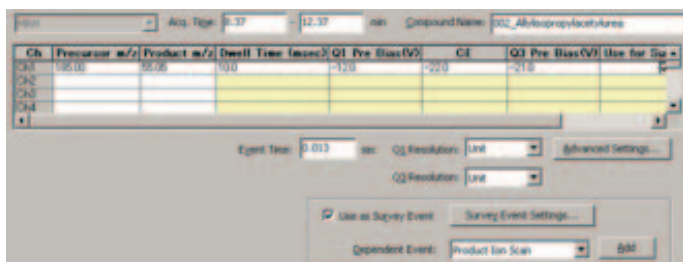 MRM Acq. Time: 8.37 - 12.37 min Compound Name: 002_Allylisopropylacetylurea
Ch Precursor m/z Product m/z Dwell Time (msec) Q1 Pre Bias(V) CE Q3 Pre Bias(V) Use for Su
Ch1 185.00 55.05 10.0 -12.0 -22.0 -21.0
Ch2
Ch3
Ch4
Event Time: 0.013 sec Q1 Resolution: Unit Advanced Settings...
Q3 Resolution: Unit
Use as Survey Event Survey Event Settings...
Dependent Event: Product Ion Scan Add